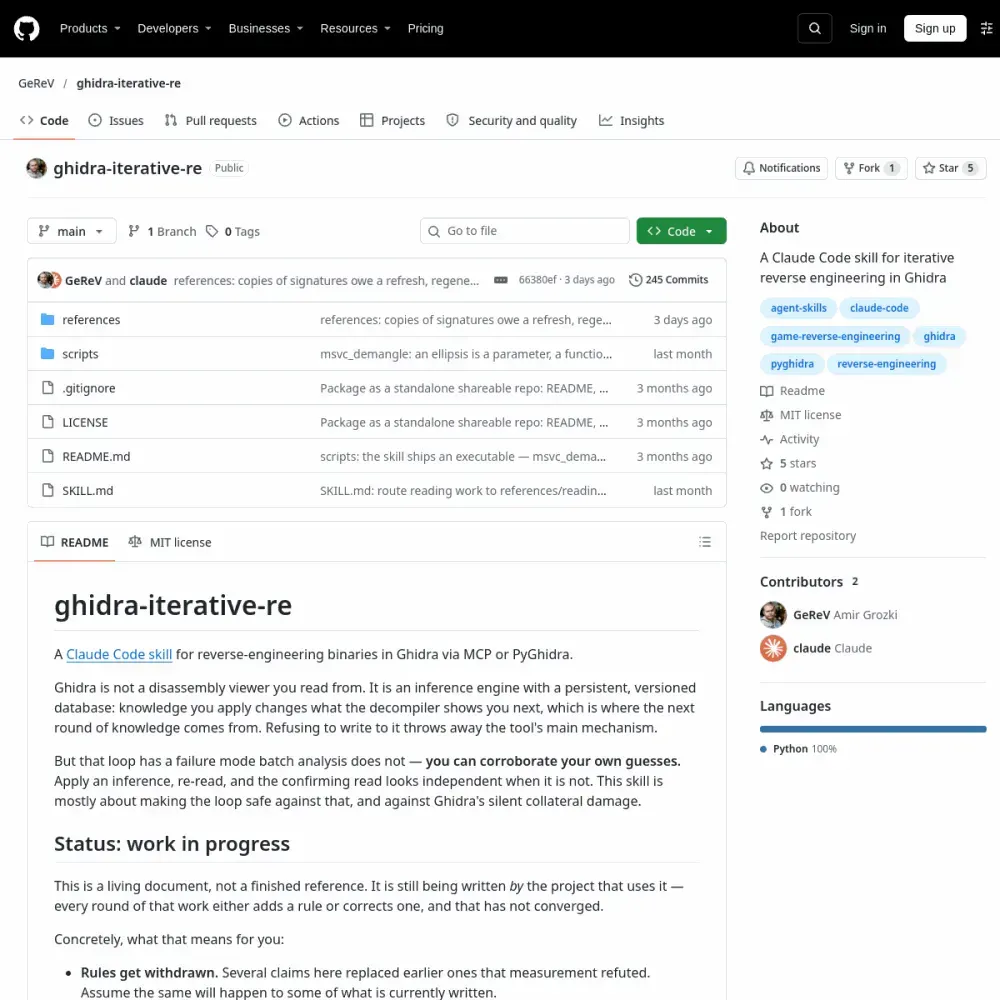 Products Developers Businesses Resources Pricing Sign in Sign up
GeReV / ghidra-iterative-re
Code Issues Pull requests Actions Projects Security and quality Insights
ghidra-iterative-re Public Notifications Fork 1 Star 5
main 1 Branch 0 Tags Go to file Code
GeReV and claude references: copies of signatures owe a refresh, regene... 66380ef · 3 days ago 245 Commits
references references: copies of signatures owe a refresh, rege... 3 days ago
scripts msvc_demangle: an ellipsis is a parameter, a functio... last month
.gitignore Package as a standalone shareable repo: README, ... 3 months ago
LICENSE Package as a standalone shareable repo: README, ... 3 months ago
README.md scripts: the skill ships an executable — msvc_dema... 3 months ago
SKILL.md SKILL.md: route reading work to references/readin... last month
README MIT license
ghidra-iterative-re
A Claude Code skill for reverse-engineering binaries in Ghidra via MCP or PyGhidra.
Ghidra is not a disassembly viewer you read from. It is an inference engine with a persistent, versioned
database: knowledge you apply changes what the decompiler shows you next, which is where the next
round of knowledge comes from. Refusing to write to it throws away the tool's main mechanism.
But that loop has a failure mode batch analysis does not — you can corroborate your own guesses.
Apply an inference, re-read, and the confirming read looks independent when it is not. This skill is
mostly about making the loop safe against that, and against Ghidra's silent collateral damage.
Status: work in progress
This is a living document, not a finished reference. It is still being written by the project that uses it —
every round of that work either adds a rule or corrects one, and that has not converged.
Concretely, what that means for you:
• Rules get withdrawn. Several claims here replaced earlier ones that measurement refuted.
Assume the same will happen to some of what is currently written.
About
A Claude Code skill for iterative
reverse engineering in Ghidra
agent-skills claude-code
game-reverse-engineering ghidra
pyghidra reverse-engineering
Readme
MIT license
Activity
5 stars
0 watching
1 fork
Report repository
Contributors 2
GeReV Amir Grozki
claude Claude
Languages
Python 100%